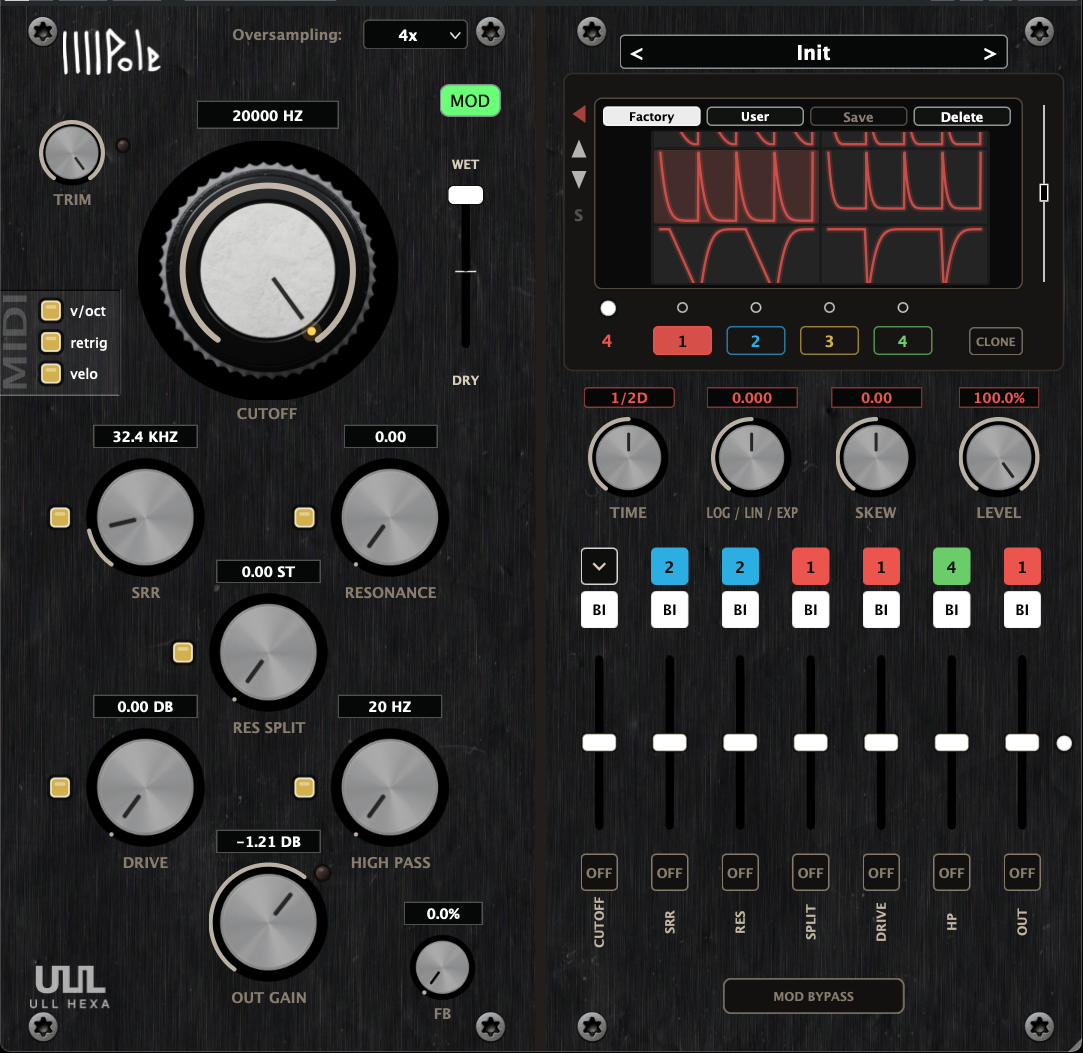 Oversampling:
4x
IIIIPole
MOD
20000 HZ
TRIM
WET
DRY
MIDI
v/oct
retrig
velo
CUTOFF
32.4 KHZ
0.00
SRR
RESONANCE
0.00 ST
RES SPLIT
0.00 DB
20 HZ
DRIVE
HIGH PASS
-1.21 DB
OUT GAIN
0.0%
FB
ULL
ULL HEXA
<
Init
>
Factory
User
Save
Delete
S
4
1
2
3
4
CLONE
1/2D
0.000
0.00
100.0%
TIME
LOG / LIN / EXP
SKEW
LEVEL
2
2
1
1
4
1
BI
BI
BI
BI
BI
BI
BI
OFF
OFF
OFF
OFF
OFF
OFF
OFF
CUTOFF
SRR
RES
SPLIT
DRIVE
HP
OUT
MOD BYPASS